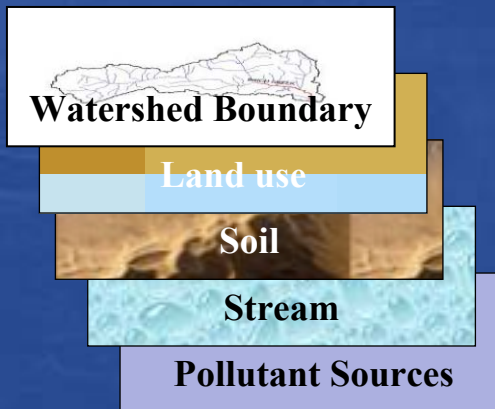 Watershed Boundary
Land use
Soil
Stream
Pollutant Sources